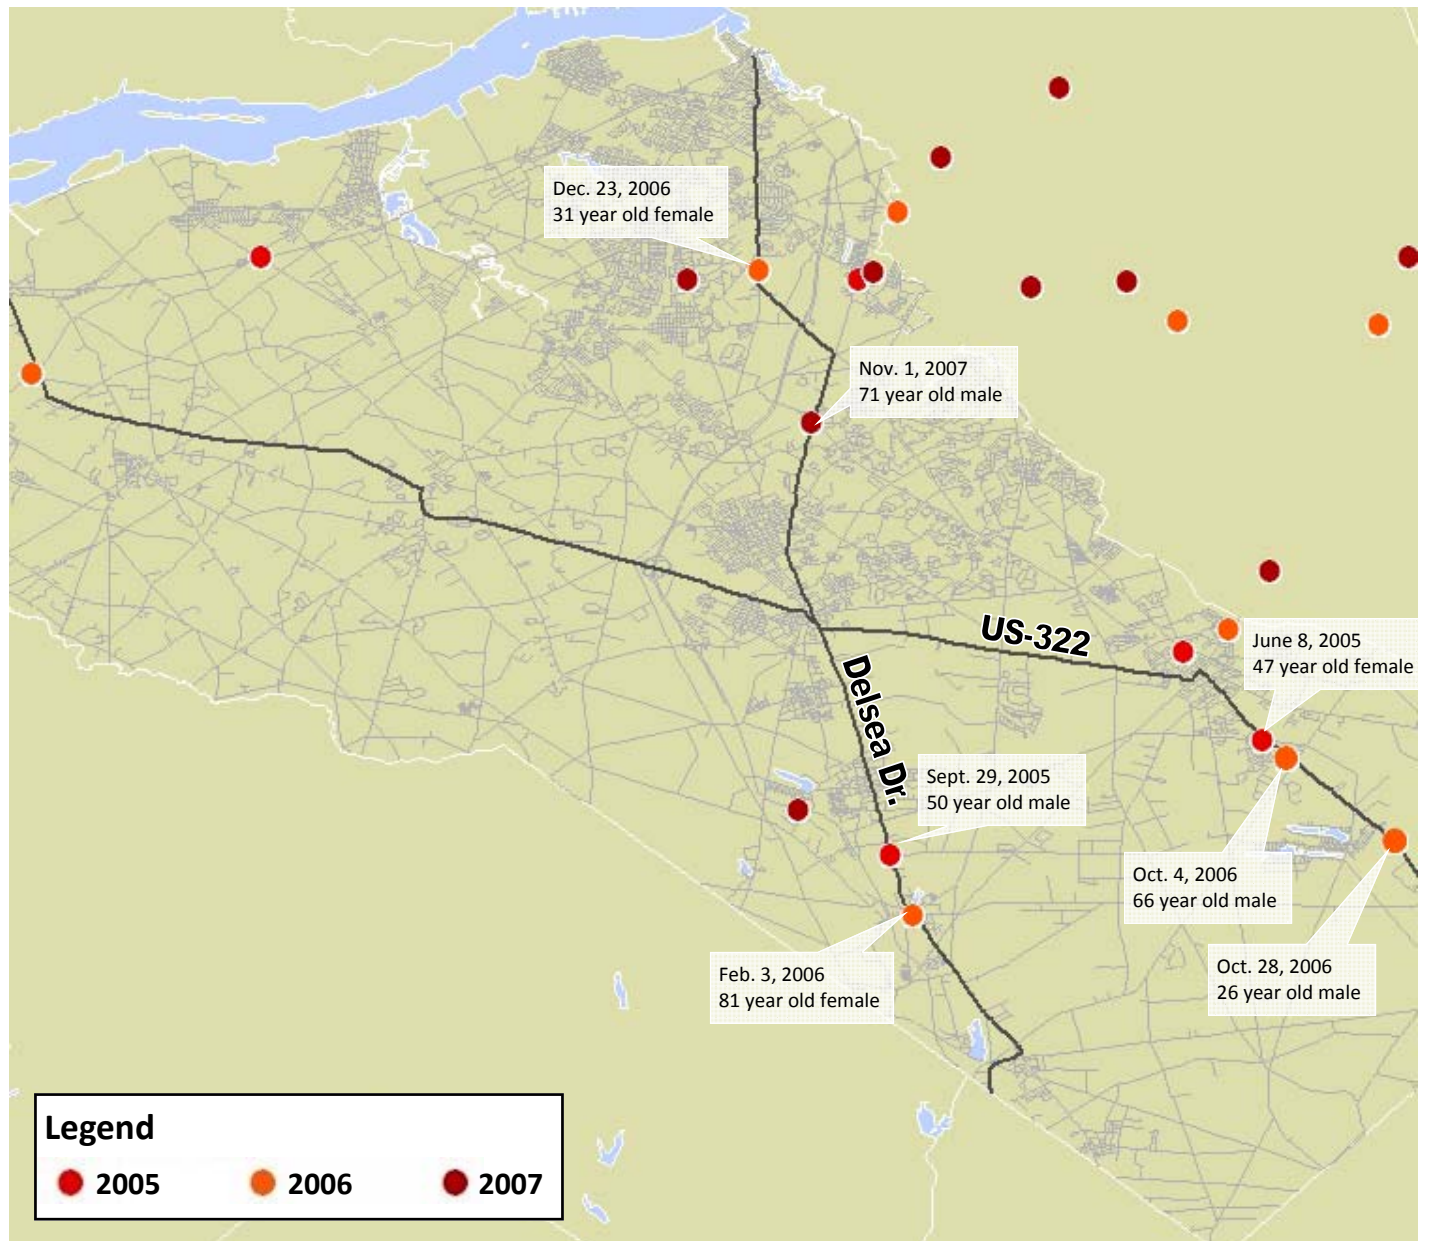 Dec. 23, 2006
31 year old female
Nov. 1, 2007
71 year old male
US-322
June 8, 2005
47 year old female
Delsea Dr.
Sept. 29, 2005
50 year old male
Oct. 4, 2006
66 year old male
Oct. 28, 2006
26 year old male
Feb. 3, 2006
81 year old female
Legend
2005
2006
2007